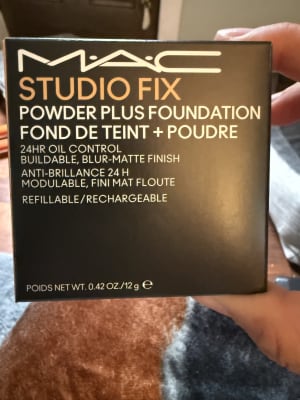 M·A·C
STUDIO FIX
POWDER PLUS FOUNDATION
FOND DE TEINT + POUDRE
24HR OIL CONTROL
BUILDABLE, BLUR-MATTE FINISH
ANTI-BRILLANCE 24 H
MODULABLE, FINI MAT FLOUTE
REFILLABLE/RECHARGEABLE
POIDS NET WT. 0.42 OZ./12 g e